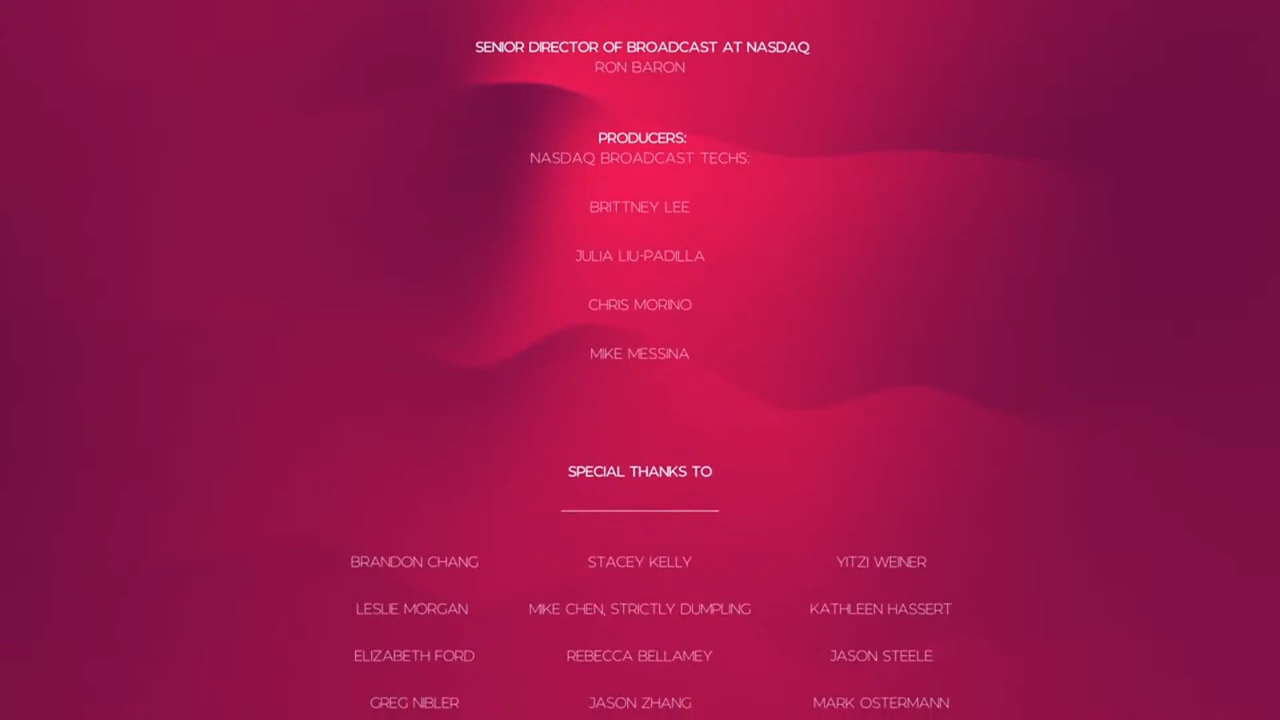 SENIOR DIRECTOR OF BROADCAST AT NASDAQ
RON BARON
PRODUCERS:
NASDAQ BROADCAST TECHS:
BRITTNEY LEE
JULIA LIU-PADILLA
CHRIS MORINO
MIKE MESSINA
SPECIAL THANKS TO
BRANDON CHANG STACEY KELLY YITZI WEINER
LESLIE MORGAN MIKE CHEN, STRICTLY DUMPLING KATHLEEN HASSERT
ELIZABETH FORD REBECCA BELLAMEY JASON STEELE
GREG NIBLER JASON ZHANG MARK OSTERMANN